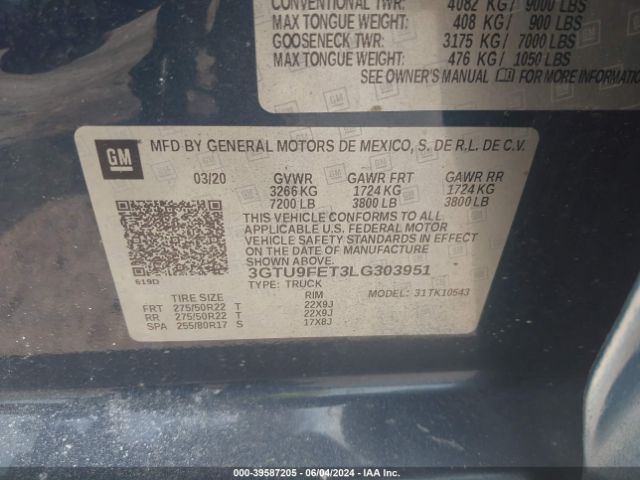 CONVENTIONAL TWR: 4082 KG/ 9000 LBS
MAX TONGUE WEIGHT: 408 KG/ 900 LBS
GOOSENECK TWR: 3175 KG/ 7000 LBS
MAX TONGUE WEIGHT: 476 KG/ 1050 LBS
SEE OWNER'S MANUAL FOR MORE INFORMATION
GM MFD BY GENERAL MOTORS DE MEXICO, S. DE R.L. DE C.V.
03/20 GVWR GAWR FRT GAWR RR
3266 KG 1724 KG 1724 KG
7200 LB 3800 LB 3800 LB
THIS VEHICLE CONFORMS TO ALL
APPLICABLE U.S. FEDERAL MOTOR
VEHICLE SAFETY STANDARDS IN
EFFECT ON THE DATE OF
MANUFACTURE SHOWN ABOVE.
3GTU9FET3LG303951
619D TYPE: TRUCK MODEL: 31TK10543
TIRE SIZE RIM
FRT 275/50R22 T 22X9J
RR 275/50R22 T 22X9J
SPA 255/80R17 S 17X8J
COPY: 000-39587205 - 06/04/2024 - IAA Inc.